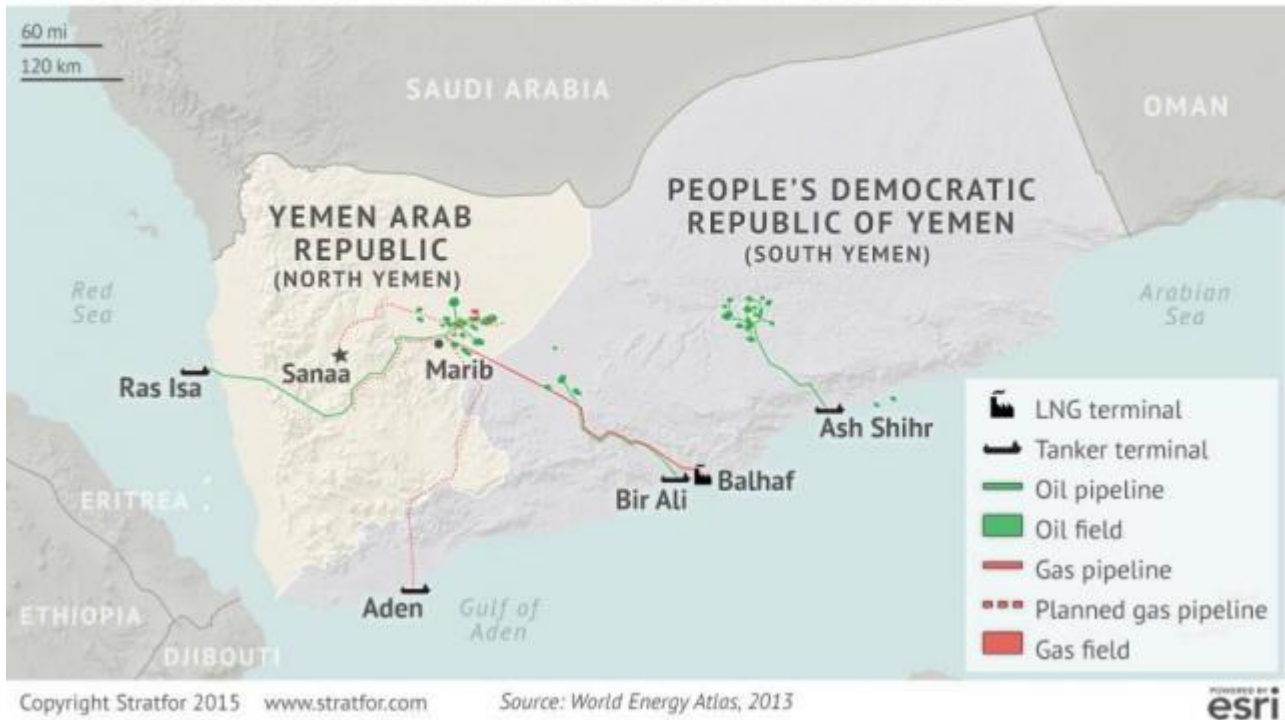 60 mi
120 km
SAUDI ARABIA
OMAN
YEMEN ARAB
REPUBLIC
(NORTH YEMEN)
PEOPLE'S DEMOCRATIC
REPUBLIC OF YEMEN
(SOUTH YEMEN)
Red
Sea
Arabian
Sea
Sanaa
Marib
Ras Isa
Ash Shihr
Bir Ali
Balhaf
ERITREA
Aden
Gulf of
Aden
ETHIOPIA
DJIBOUTI
LNG terminal
Tanker terminal
Oil pipeline
Oil field
Gas pipeline
Planned gas pipeline
Gas field
Copyright Stratfor 2015 www.stratfor.com Source: World Energy Atlas, 2013
POWERED BY
esri